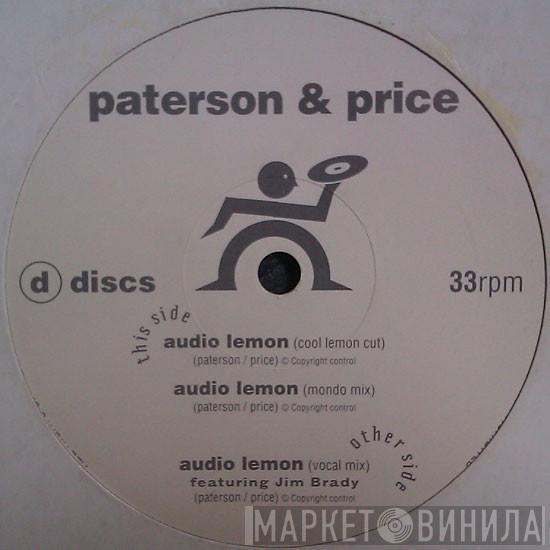 paterson & price
d discs
33rpm
this side
audio lemon (cool lemon cut)
(paterson / price) © Copyright control
audio lemon (mondo mix)
(paterson / price) © Copyright control
other side
audio lemon (vocal mix)
featuring Jim Brady
(paterson / price) © Copyright control
МАРКЕТ ВИНИЛА